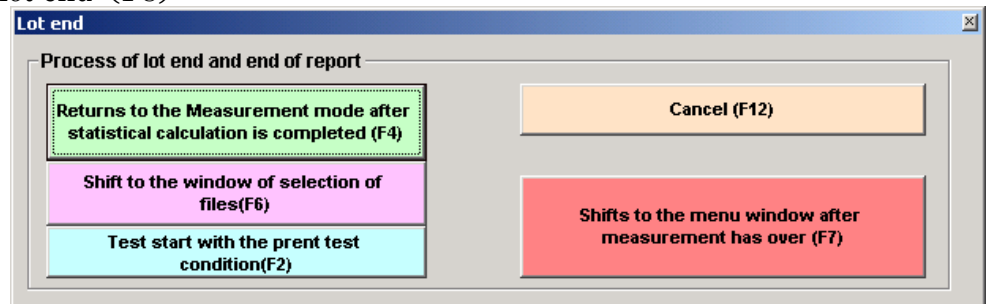 Lot end
Process of lot end and end of report
Returns to the Measurement mode after
statistical calculation is completed (F4)
Cancel (F12)
Shift to the window of selection of
files(F6)
Shifts to the menu window after
measurement has over (F7)
Test start with the prent test
condition(F2)